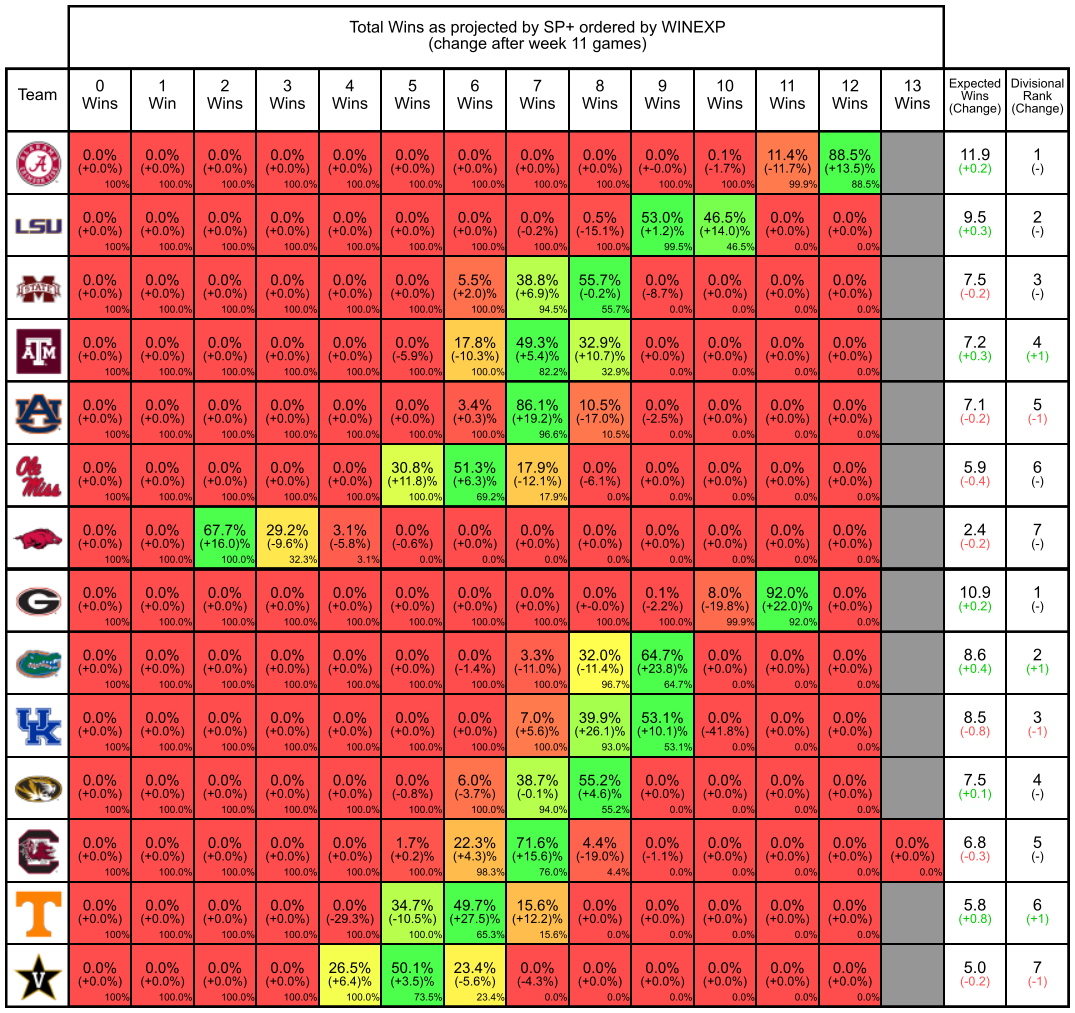 Total Wins as projected by SP+ ordered by WINEXP
(change after week 11 games)
Team 0 Wins 1 Win 2 Wins 3 Wins 4 Wins 5 Wins 6 Wins 7 Wins 8 Wins 9 Wins 10 Wins 11 Wins 12 Wins 13 Wins Expected Wins (Change) Divisional Rank (Change)
A 0.0% 0.0% 0.0% 0.0% 0.0% 0.0% 0.0% 0.0% 0.0% 0.0% 0.1% 11.4% 88.5% 11.9 1
(+0.0%) (+0.0%) (+0.0%) (+0.0%) (+0.0%) (+0.0%) (+0.0%) (+0.0%) (+0.0%) (+-0.0%) (-1.7%) (-11.7%) (+13.5)% (+0.2) (-)
100% 100.0% 100.0% 100.0% 100.0% 100.0% 100.0% 100.0% 100.0% 100.0% 100.0% 99.9% 88.5%
LSU 0.0% 0.0% 0.0% 0.0% 0.0% 0.0% 0.0% 0.0% 0.5% 53.0% 46.5% 0.0% 0.0% 9.5 2
(+0.0%) (+0.0%) (+0.0%) (+0.0%) (+0.0%) (+0.0%) (+0.0%) (-0.2%) (-15.1%) (+1.2)% (+14.0)% (+0.0%) (+0.0%) (+0.3) (-)
100% 100.0% 100.0% 100.0% 100.0% 100.0% 100.0% 100.0% 100.0% 99.5% 46.5% 0.0% 0.0%
STATE 0.0% 0.0% 0.0% 0.0% 0.0% 0.0% 5.5% 38.8% 55.7% 0.0% 0.0% 0.0% 0.0% 7.5 3
(+0.0%) (+0.0%) (+0.0%) (+0.0%) (+0.0%) (+0.0%) (+2.0)% (+6.9)% (-0.2)% (-8.7%) (+0.0%) (+0.0%) (+0.0%) (-0.2) (-)
100% 100.0% 100.0% 100.0% 100.0% 100.0% 100.0% 94.5% 55.7% 0.0% 0.0% 0.0% 0.0%
ATM 0.0% 0.0% 0.0% 0.0% 0.0% 0.0% 17.8% 49.3% 32.9% 0.0% 0.0% 0.0% 0.0% 7.2 4
(+0.0%) (+0.0%) (+0.0%) (+0.0%) (+0.0%) (-5.9%) (-10.3%) (+5.4)% (+10.7)% (+0.0%) (+0.0%) (+0.0%) (+0.0%) (+0.3) (+1)
100% 100.0% 100.0% 100.0% 100.0% 100.0% 100.0% 82.2% 32.9% 0.0% 0.0% 0.0% 0.0%
AU 0.0% 0.0% 0.0% 0.0% 0.0% 0.0% 3.4% 86.1% 10.5% 0.0% 0.0% 0.0% 0.0% 7.1 5
(+0.0%) (+0.0%) (+0.0%) (+0.0%) (+0.0%) (+0.0%) (+0.3)% (+19.2)% (-17.0)% (-2.5%) (+0.0%) (+0.0%) (+0.0%) (-0.2) (-1)
100% 100.0% 100.0% 100.0% 100.0% 100.0% 100.0% 96.6% 10.5% 0.0% 0.0% 0.0% 0.0%
Ole Miss 0.0% 0.0% 0.0% 0.0% 0.0% 30.8% 51.3% 17.9% 0.0% 0.0% 0.0% 0.0% 0.0% 5.9 6
(+0.0%) (+0.0%) (+0.0%) (+0.0%) (+0.0%) (+11.8)% (+6.3)% (-12.1)% (-6.1%) (+0.0%) (+0.0%) (+0.0%) (+0.0%) (-0.4) (-)
100% 100.0% 100.0% 100.0% 100.0% 100.0% 69.2% 17.9% 0.0% 0.0% 0.0% 0.0% 0.0%
0.0% 0.0% 67.7% 29.2% 3.1% 0.0% 0.0% 0.0% 0.0% 0.0% 0.0% 0.0% 0.0% 2.4 7
(+0.0%) (+0.0%) (+16.0)% (-9.6%) (-5.8%) (-0.6%) (+0.0%) (+0.0%) (+0.0%) (+0.0%) (+0.0%) (+0.0%) (+0.0%) (-0.2) (-)
100% 100.0% 100.0% 32.3% 3.1% 0.0% 0.0% 0.0% 0.0% 0.0% 0.0% 0.0% 0.0%
G 0.0% 0.0% 0.0% 0.0% 0.0% 0.0% 0.0% 0.0% 0.0% 0.1% 8.0% 92.0% 0.0% 10.9 1
(+0.0%) (+0.0%) (+0.0%) (+0.0%) (+0.0%) (+0.0%) (+0.0%) (+0.0%) (+-0.0%) (-2.2%) (-19.8%) (+22.0)% (+0.0%) (+0.2) (-)
100% 100.0% 100.0% 100.0% 100.0% 100.0% 100.0% 100.0% 100.0% 100.0% 99.9% 92.0% 0.0%
0.0% 0.0% 0.0% 0.0% 0.0% 0.0% 0.0% 3.3% 32.0% 64.7% 0.0% 0.0% 0.0% 8.6 2
(+0.0%) (+0.0%) (+0.0%) (+0.0%) (+0.0%) (+0.0%) (-1.4%) (-11.0%) (-11.4%) (+23.8)% (+0.0%) (+0.0%) (+0.0%) (+0.4) (+1)
100% 100.0% 100.0% 100.0% 100.0% 100.0% 100.0% 100.0% 96.7% 64.7% 0.0% 0.0% 0.0%
UK 0.0% 0.0% 0.0% 0.0% 0.0% 0.0% 0.0% 7.0% 39.9% 53.1% 0.0% 0.0% 0.0% 8.5 3
(+0.0%) (+0.0%) (+0.0%) (+0.0%) (+0.0%) (+0.0%) (+0.0%) (+5.6)% (+26.1)% (+10.1)% (-41.8%) (+0.0%) (+0.0%) (-0.8) (-1)
100% 100.0% 100.0% 100.0% 100.0% 100.0% 100.0% 100.0% 93.0% 53.1% 0.0% 0.0% 0.0%
0.0% 0.0% 0.0% 0.0% 0.0% 0.0% 6.0% 38.7% 55.2% 0.0% 0.0% 0.0% 0.0% 7.5 4
(+0.0%) (+0.0%) (+0.0%) (+0.0%) (+0.0%) (-0.8%) (-3.7%) (-0.1%) (+4.6)% (+0.0%) (+0.0%) (+0.0%) (+0.0%) (+0.1) (-)
100% 100.0% 100.0% 100.0% 100.0% 100.0% 100.0% 94.0% 55.2% 0.0% 0.0% 0.0% 0.0%
C 0.0% 0.0% 0.0% 0.0% 0.0% 1.7% 22.3% 71.6% 4.4% 0.0% 0.0% 0.0% 0.0% 0.0% 6.8 5
(+0.0%) (+0.0%) (+0.0%) (+0.0%) (+0.0%) (+0.2)% (+4.3)% (+15.6)% (-19.0)% (-1.1%) (+0.0%) (+0.0%) (+0.0%) (+0.0%) (-0.3) (-)
100% 100.0% 100.0% 100.0% 100.0% 100.0% 98.3% 76.0% 4.4% 0.0% 0.0% 0.0% 0.0% 0.0%
T 0.0% 0.0% 0.0% 0.0% 0.0% 34.7% 49.7% 15.6% 0.0% 0.0% 0.0% 0.0% 0.0% 5.8 6
(+0.0%) (+0.0%) (+0.0%) (+0.0%) (-29.3%) (-10.5%) (+27.5)% (+12.2)% (+0.0%) (+0.0%) (+0.0%) (+0.0%) (+0.0%) (+0.8) (+1)
100% 100.0% 100.0% 100.0% 100.0% 100.0% 65.3% 15.6% 0.0% 0.0% 0.0% 0.0% 0.0%
V 0.0% 0.0% 0.0% 0.0% 26.5% 50.1% 23.4% 0.0% 0.0% 0.0% 0.0% 0.0% 0.0% 5.0 7
(+0.0%) (+0.0%) (+0.0%) (+0.0%) (+6.4)% (+3.5)% (-5.6)% (-4.3%) (+0.0%) (+0.0%) (+0.0%) (+0.0%) (+0.0%) (-0.2) (-1)
100% 100.0% 100.0% 100.0% 100.0% 73.5% 23.4% 0.0% 0.0% 0.0% 0.0% 0.0% 0.0%